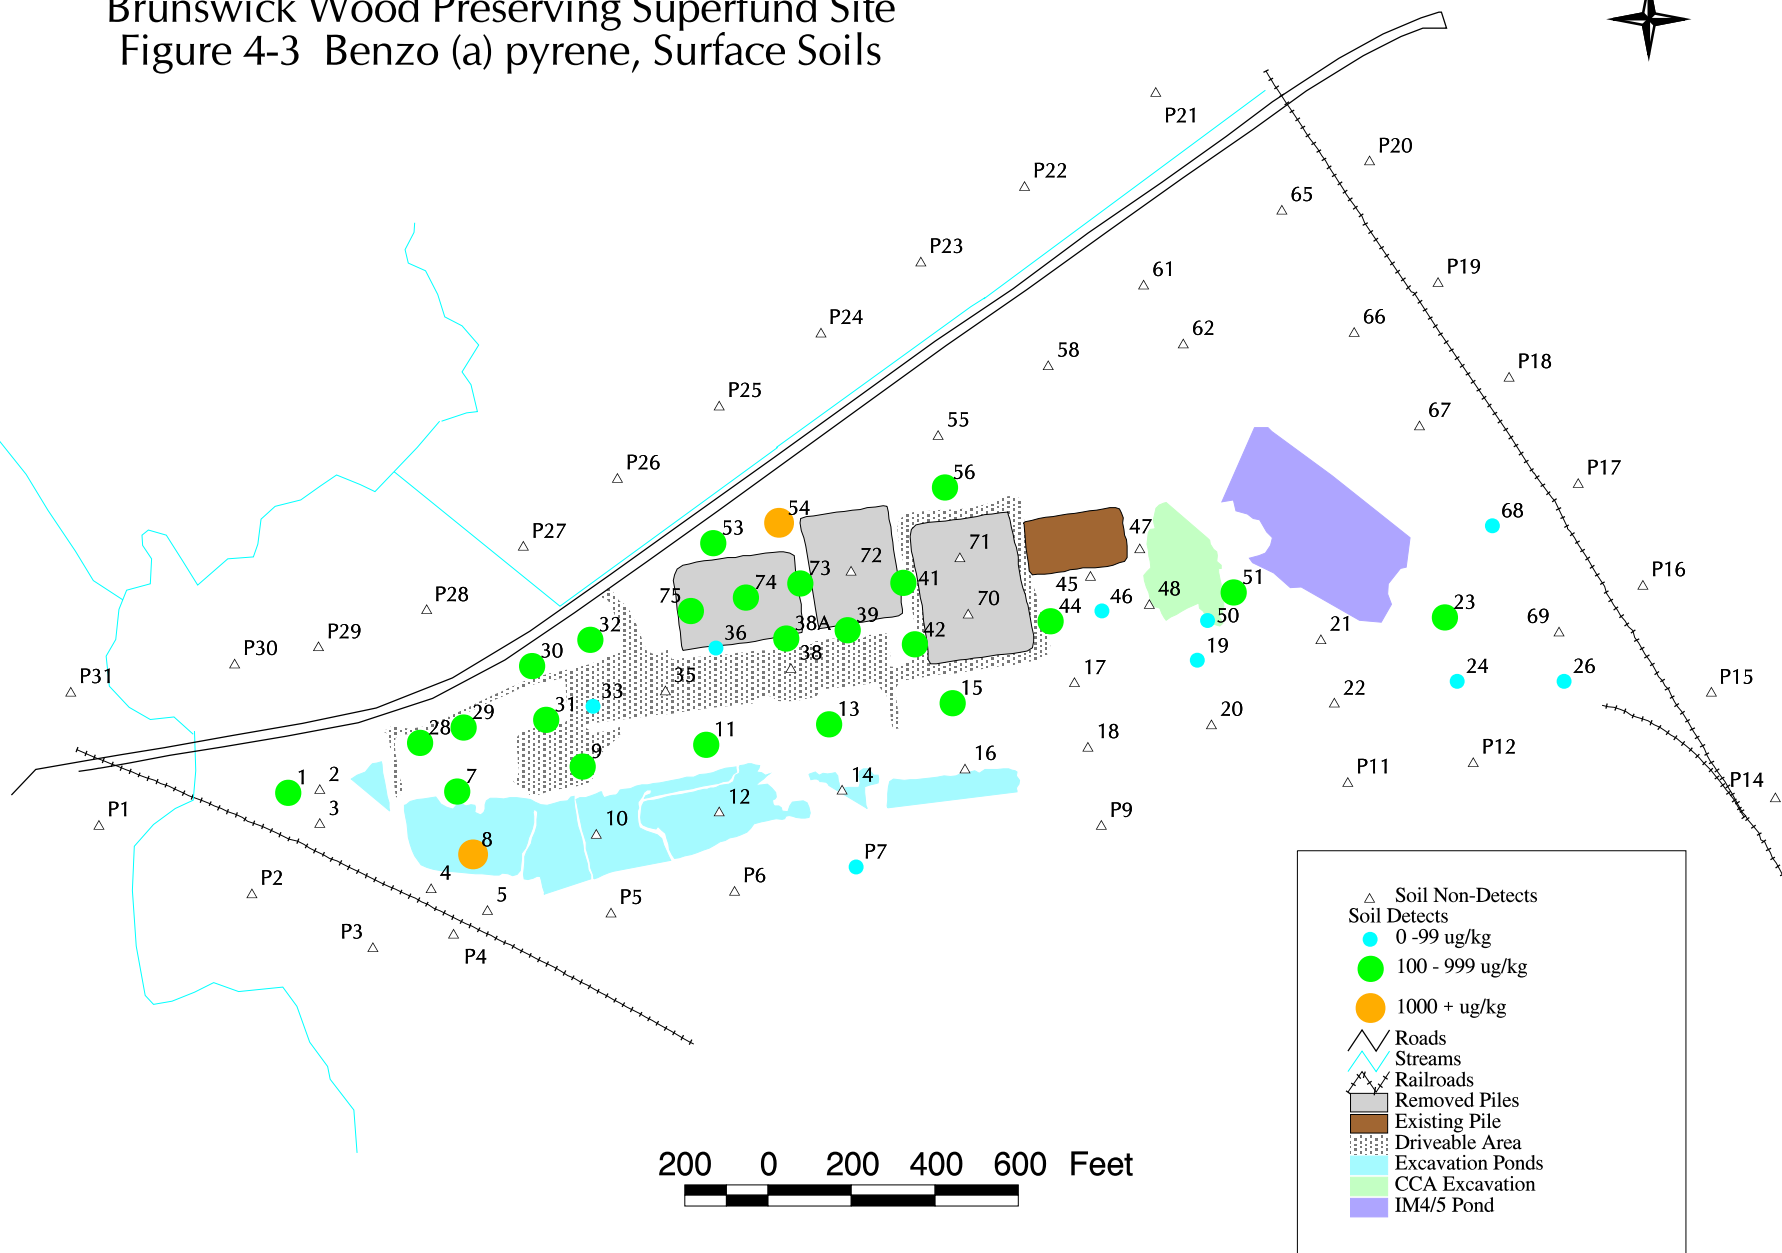 Brunswick Wood Preserving Superfund Site
Figure 4-3 Benzo (a) pyrene, Surface Soils
P21
P20
P22
65
P23
61
P19
P24
62
66
58
P18
P25
67
55
P26
P17
56
54
68
53
P27
47
71
72
73
74
41
51
P16
75
45
46
48
P28
70
44
23
38A
39
50
69
32
36
42
21
P29
P30
30
38
19
17
24
26
P31
35
33
15
22
P15
29
31
13
20
28
11
18
9
16
P12
1
2
7
14
P11
P14
P1
3
12
10
P9
8
P7
4
P2
P6
5
P5
P3
P4
Soil Non-Detects
Soil Detects
0 -99 ug/kg
100 - 999 ug/kg
1000 + ug/kg
Roads
Streams
Railroads
Removed Piles
Existing Pile
Driveable Area
Excavation Ponds
CCA Excavation
IM4/5 Pond
200 0 200 400 600 Feet